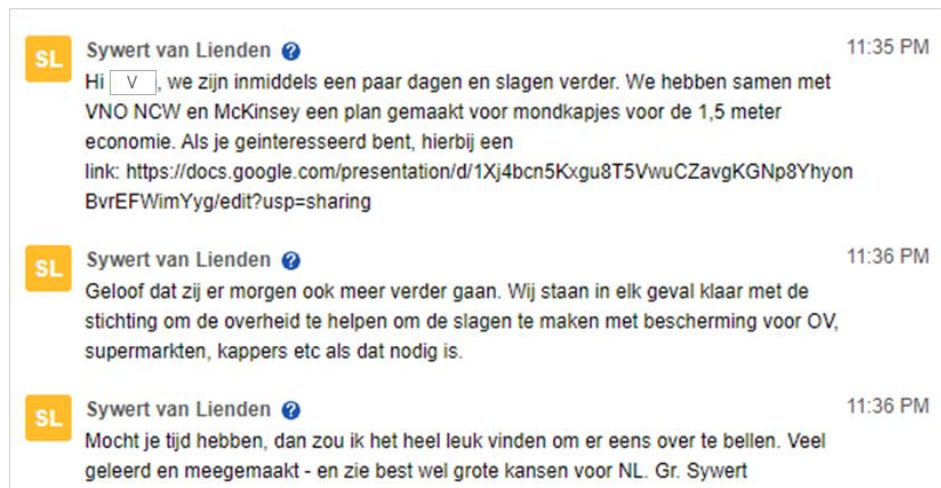 SL
Sywert van Lienden ?
11:35 PM
Hi V , we zijn inmiddels een paar dagen en slagen verder. We hebben samen met
VNO NCW en McKinsey een plan gemaakt voor mondkapjes voor de 1,5 meter
economie. Als je geinteresseerd bent, hierbij een
link: https://docs.google.com/presentation/d/1Xj4bcn5Kxgu8T5VwuCZavgKGNp8Yhyon
BvrEFWimYyg/edit?usp=sharing
SL
Sywert van Lienden ?
11:36 PM
Geloof dat zij er morgen ook meer verder gaan. Wij staan in elk geval klaar met de
stichting om de overheid te helpen om de slagen te maken met bescherming voor OV,
supermarkten, kappers etc als dat nodig is.
SL
Sywert van Lienden ?
11:36 PM
Mocht je tijd hebben, dan zou ik het heel leuk vinden om er eens over te bellen. Veel
geleerd en meegemaakt - en zie best wel grote kansen voor NL. Gr. Sywert